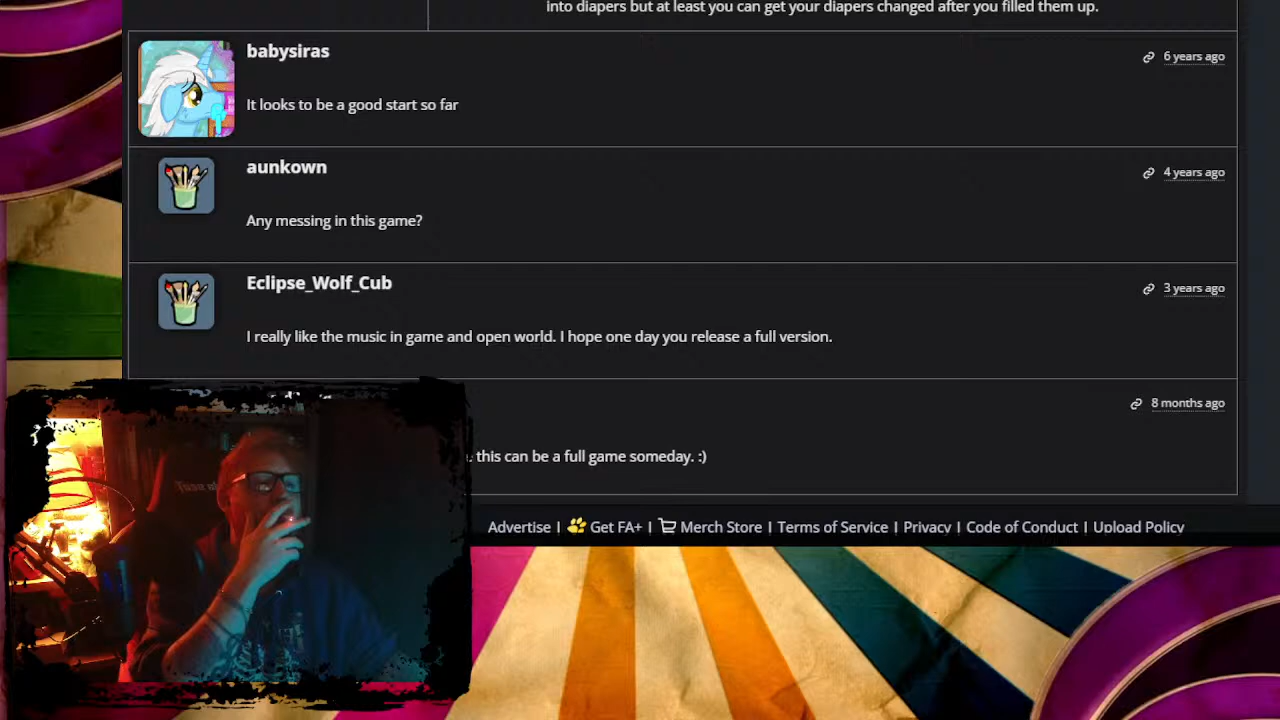 into diapers but at least you can get your diapers changed after you filled them up.
babysiras
6 years ago
It looks to be a good start so far
aunkown
4 years ago
Any messing in this game?
Eclipse_Wolf_Cub
3 years ago
I really like the music in game and open world. I hope one day you release a full version.
8 months ago
. this can be a full game someday. :)
Advertise | Get FA+ | Merch Store | Terms of Service | Privacy | Code of Conduct | Upload Policy